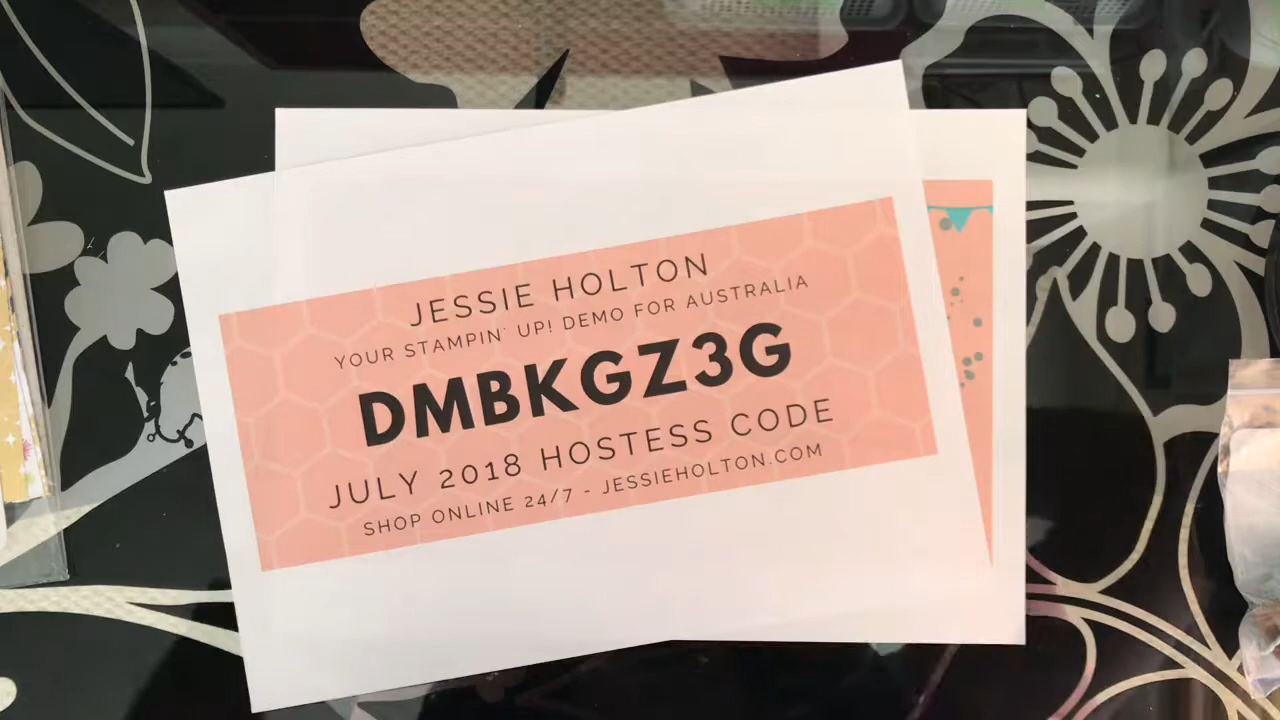 JESSIE HOLTON
YOUR STAMPIN' UP! DEMO FOR AUSTRALIA
DMBKGZ3G
JULY 2018 HOSTESS CODE
SHOP ONLINE 24/7 - JESSIEHOLTON.COM